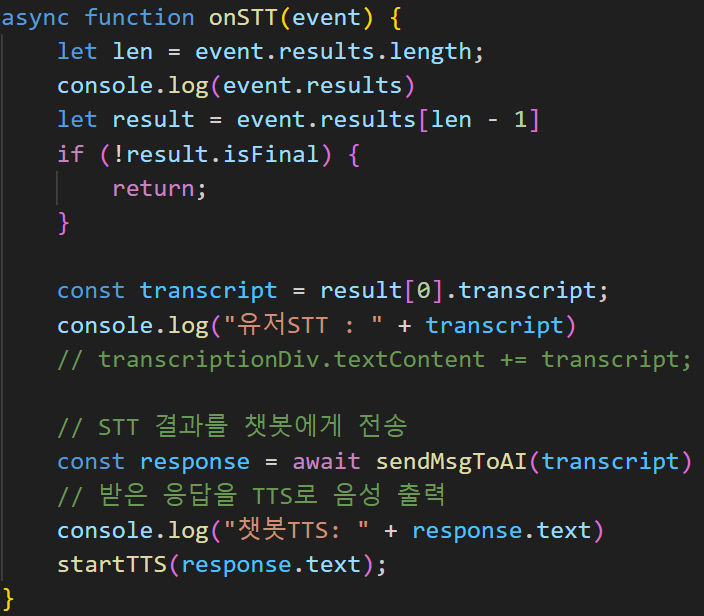 async function onSTT(event) {
    let len = event.results.length;
    console.log(event.results)
    let result = event.results[len - 1]
    if (!result.isFinal) {
        return;
    }

    const transcript = result[0].transcript;
    console.log("유저STT : " + transcript)
    // transcriptionDiv.textContent += transcript;

    // STT 결과를 챗봇에게 전송
    const response = await sendMsgToAI(transcript)
    // 받은 응답을 TTS로 음성 출력
    console.log("챗봇TTS: " + response.text)
    startTTS(response.text);
}